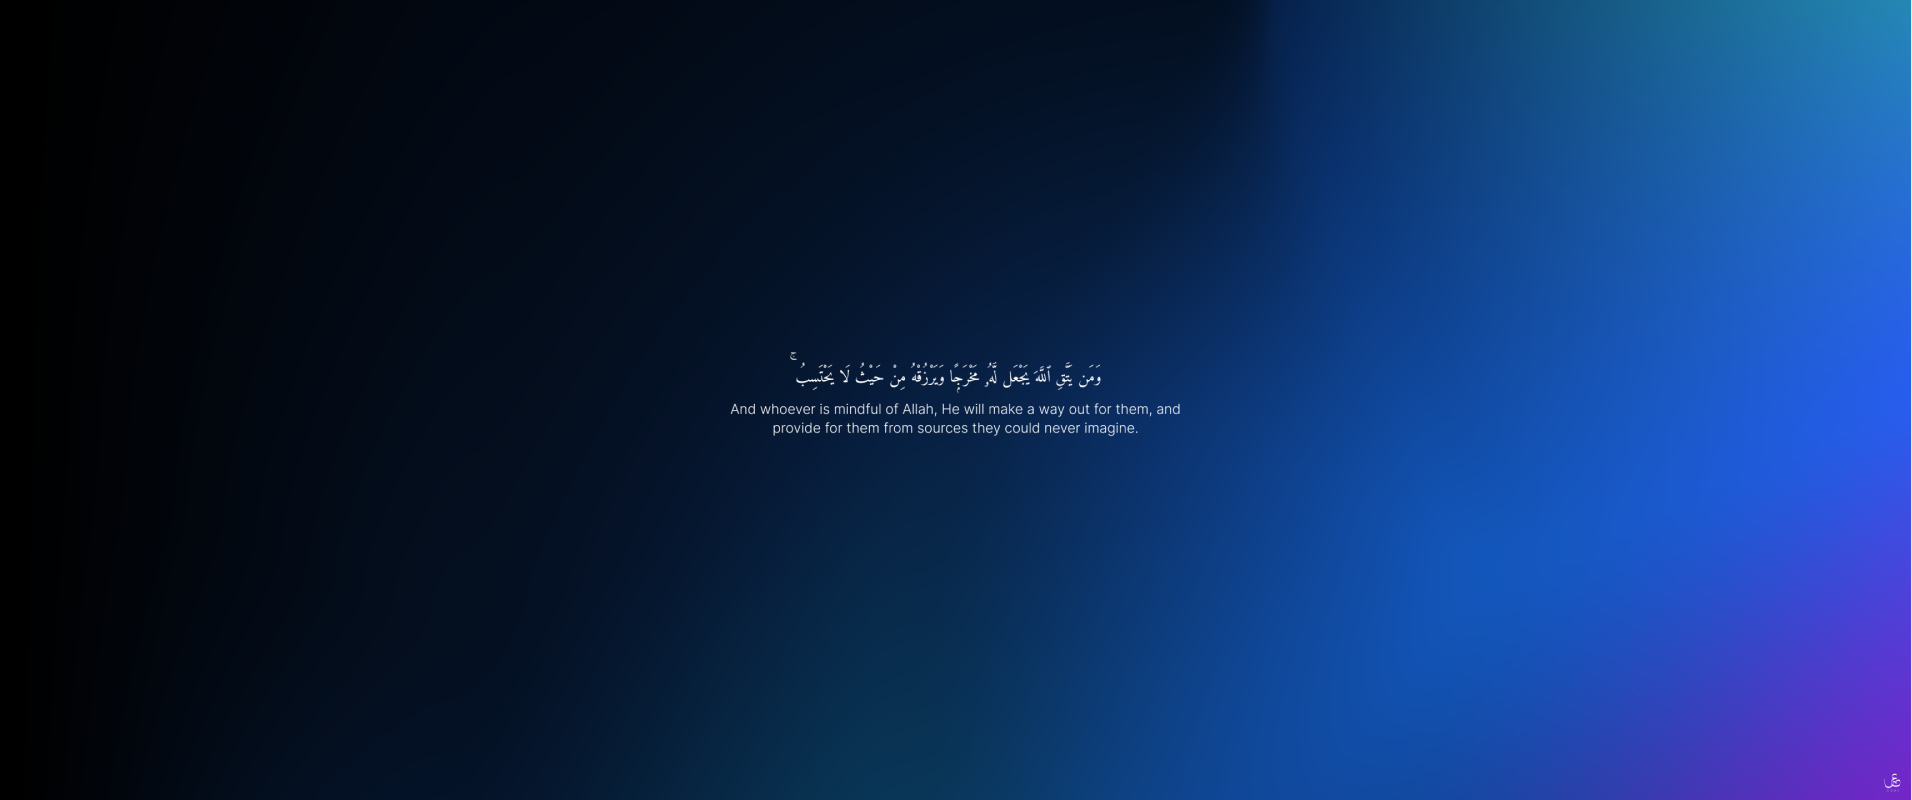 وَمَن يَتَّقِ ٱللَّهَ يَجْعَل لَّهُۥ مَخْرَجًۭا وَيَرْزُقْهُ مِنْ حَيْثُ لَا يَحْتَسِبُ ۚ
And whoever is mindful of Allah, He will make a way out for them, and
provide for them from sources they could never imagine.